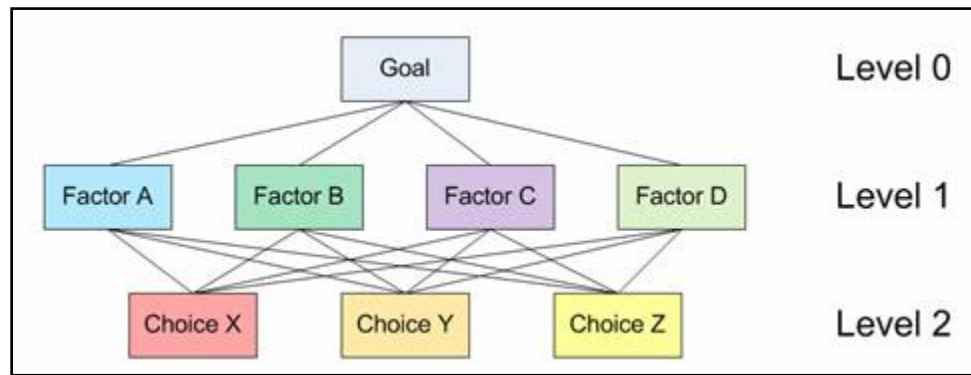 Goal
Level 0
Factor A
Factor B
Factor C
Factor D
Level 1
Choice X
Choice Y
Choice Z
Level 2